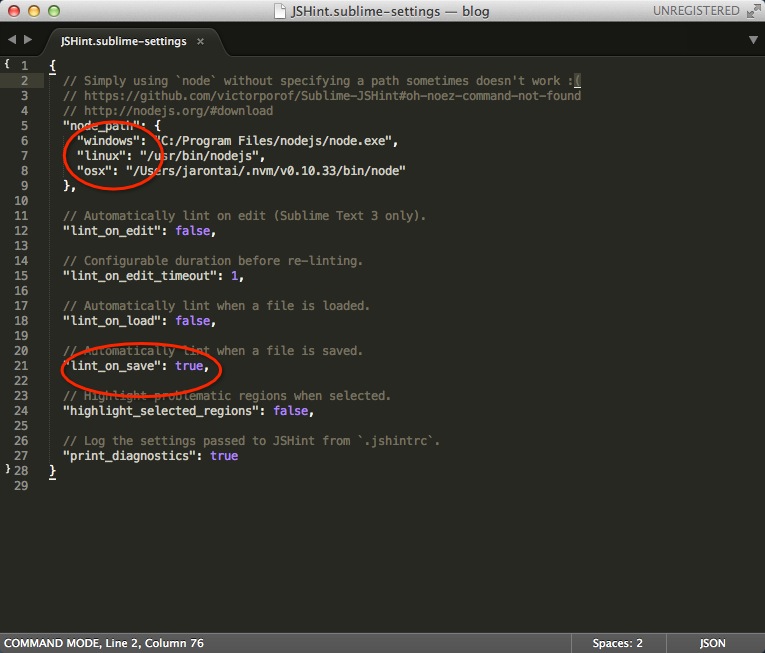 JSHint.sublime-settings — blog
UNREGISTERED
JSHint.sublime-settings ×
{ 1 {
2 // Simply using `node` without specifying a path sometimes doesn't work :(
3 // https://github.com/victorporof/Sublime-JSHint#oh-noez-command-not-found
4 // http://nodejs.org/#download
5 "node_path": {
6 "windows": "C:/Program Files/nodejs/node.exe",
7 "linux": "/usr/bin/nodejs",
8 "osx": "/Users/jarontai/.nvm/v0.10.33/bin/node"
9 },
10
11 // Automatically lint on edit (Sublime Text 3 only).
12 "lint_on_edit": false,
13
14 // Configurable duration before re-linting.
15 "lint_on_edit_timeout": 1,
16
17 // Automatically lint when a file is loaded.
18 "lint_on_load": false,
19
20 // Automatically lint when a file is saved.
21 "lint_on_save": true,
22
23 // Highlight problematic regions when selected.
24 "highlight_selected_regions": false,
25
26 // Log the settings passed to JSHint from `.jshintrc`.
27 "print_diagnostics": true
} 28 }
29
COMMAND MODE, Line 2, Column 76
Spaces: 2
JSON